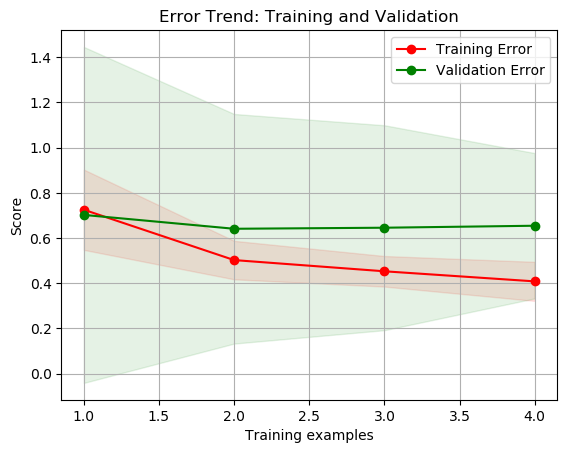 Error Trend: Training and Validation
Training Error
Validation Error
Score
1.4
1.2
1.0
0.8
0.6
0.4
0.2
0.0
1.0 1.5 2.0 2.5 3.0 3.5 4.0
Training examples